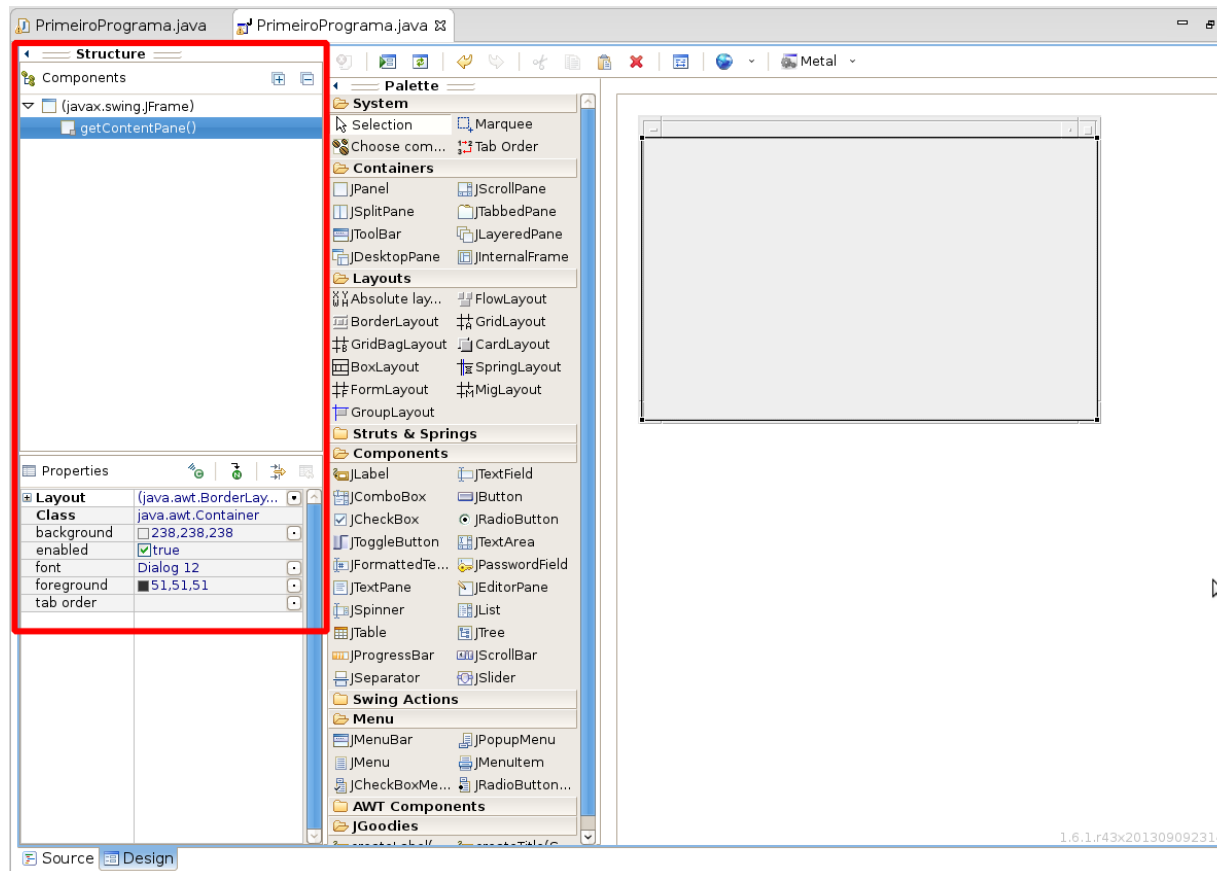 PrimeiroPrograma.java
PrimeiroPrograma.java
Structure
Components
(javax.swing.JFrame)
getContentPane()
Properties
Layout (java.awt.BorderLay...
Class java.awt.Container
background 238,238,238
enabled true
font Dialog 12
foreground 51,51,51
tab order
Metal
Palette
System
Selection Marquee
Choose com... Tab Order
Containers
JPanel JScrollPane
JSplitPane JTabbedPane
JToolBar JLayeredPane
JDesktopPane JInternalFrame
Layouts
Absolute lay... FlowLayout
BorderLayout GridLayout
GridBagLayout CardLayout
BoxLayout SpringLayout
FormLayout MigLayout
GroupLayout
Struts & Springs
Components
JLabel JTextField
JComboBox JButton
JCheckBox JRadioButton
JToggleButton JTextArea
JFormattedTe... JPasswordField
JTextPane JEditorPane
JSpinner JList
JTable JTree
JProgressBar JScrollBar
JSeparator JSlider
Swing Actions
Menu
JMenuBar JPopupMenu
JMenu JMenuItem
JCheckBoxMe... JRadioButton...
AWT Components
JGoodies
1.6.1.r43x20130909231
Source Design